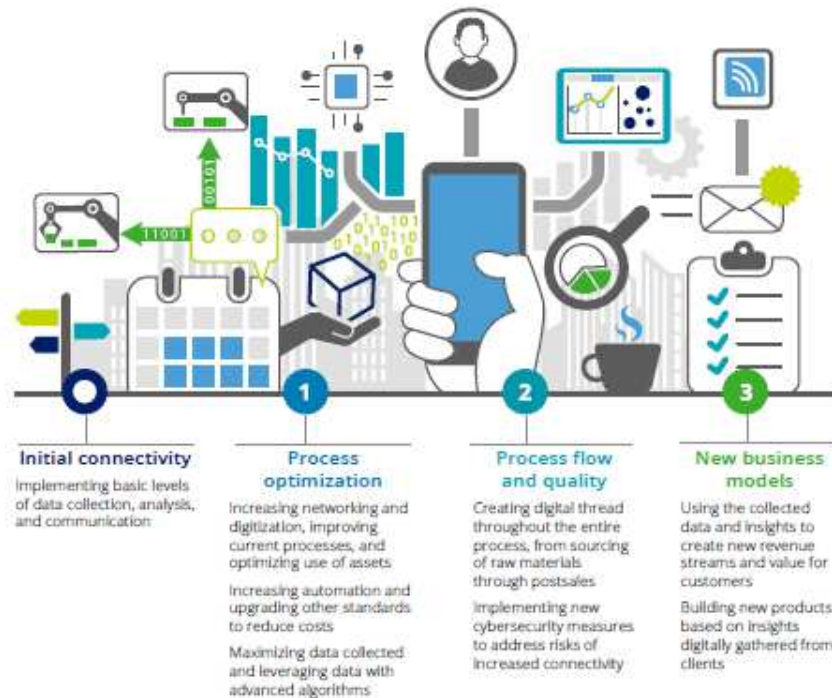 00101
11001
1
2
3
Initial connectivity
Implementing basic levels
of data collection, analysis,
and communication
Process
optimization
Increasing networking and
digitization, improving
current processes, and
optimizing use of assets
Increasing automation and
upgrading other standards
to reduce costs
Maximizing data collected
and leveraging data with
advanced algorithms
Process flow
and quality
Creating digital thread
throughout the entire
process, from sourcing
of raw materials
through postsales
Implementing new
cybersecurity measures
to address risks of
increased connectivity
New business
models
Using the collected
data and insights to
create new revenue
streams and value for
customers
Building new products
based on insights
digitally gathered from
clients